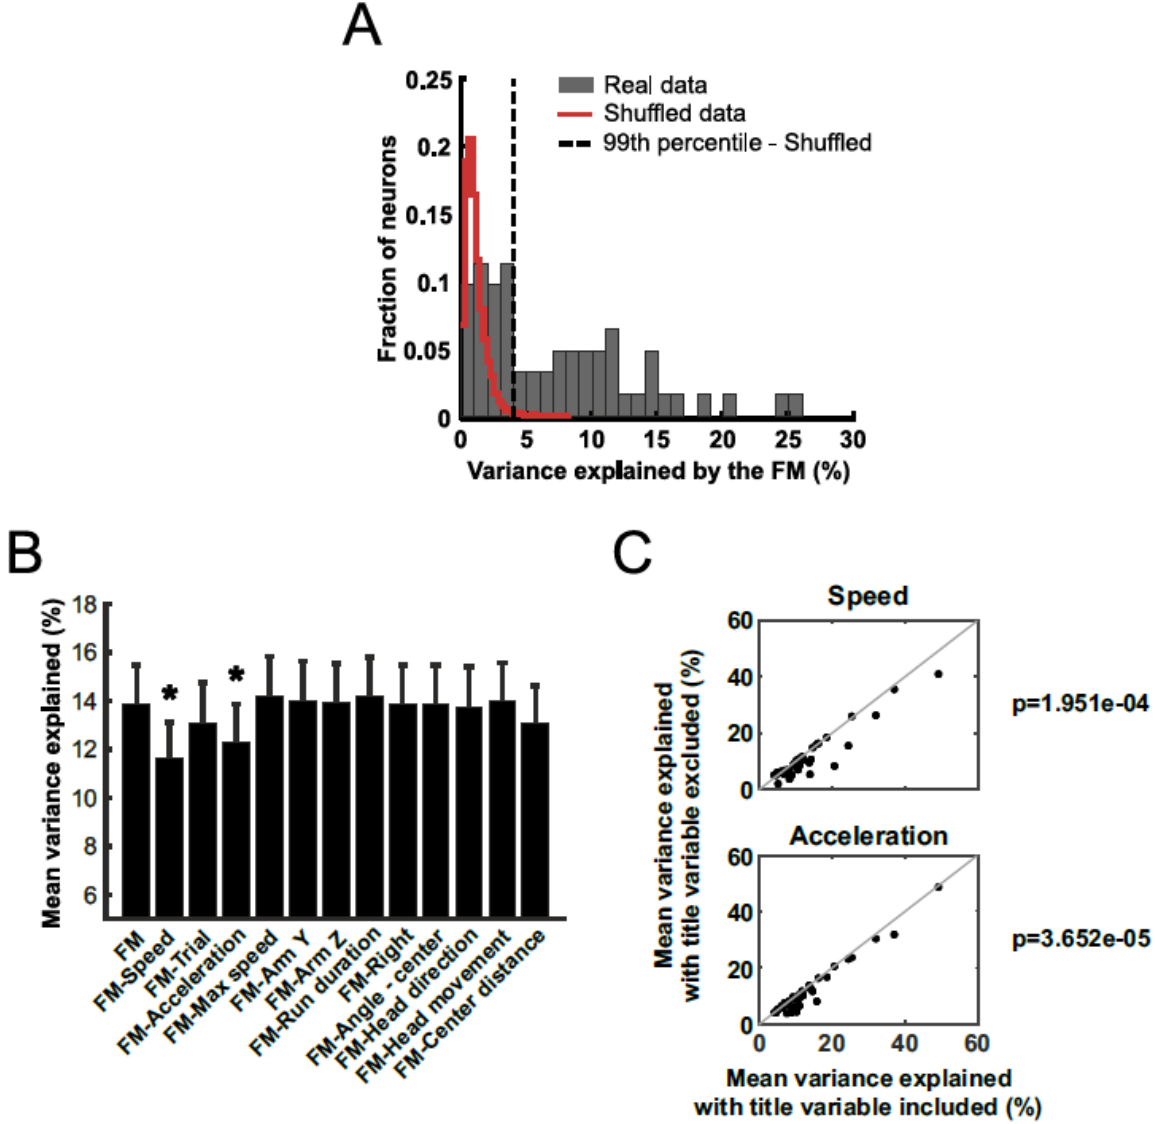 A
0.25
0.2
0.15
0.1
0.05
0
Fraction of neurons
Real data
Shuffled data
99th percentile - Shuffled
0 5 10 15 20 25 30
Variance explained by the FM (%)
B
18
16
14
12
10
8
6
Mean variance explained (%)
*
*
FM
FM-Speed
FM-Trial
FM-Acceleration
FM-Max speed
FM-Arm Y
FM-Arm Z
FM-Run duration
FM-Right
FM-Angle - center
FM-Head direction
FM-Head movement
FM-Center distance
C
Speed
60
40
20
0
p=1.951e-04
Mean variance explained
with title variable excluded (%)
Acceleration
60
40
20
0
p=3.652e-05
0 20 40 60
Mean variance explained
with title variable included (%)